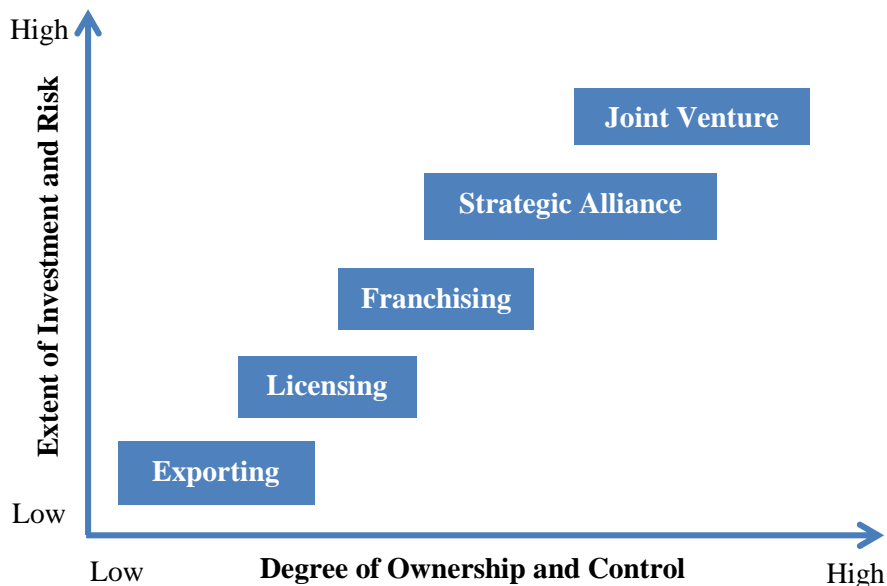 High
Extent of Investment and Risk
Joint Venture
Strategic Alliance
Franchising
Licensing
Exporting
Low
Low
Degree of Ownership and Control
High